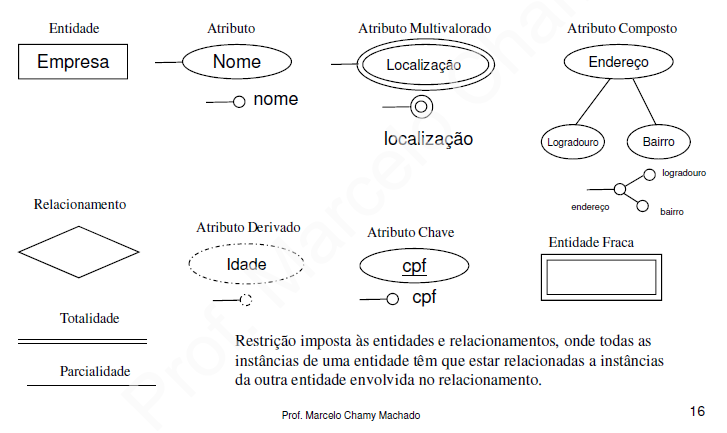 Entidade
Atributo
Atributo Multivalorado
Atributo Composto
Empresa
Nome
Localização
Endereço
nome
localização
Logradouro
Bairro
logradouro
endereço
bairro
Relacionamento
Atributo Derivado
Atributo Chave
Entidade Fraca
Idade
cpf
cpf
Totalidade
Parcialidade
Restrição imposta às entidades e relacionamentos, onde todas as
instâncias de uma entidade têm que estar relacionadas a instâncias
da outra entidade envolvida no relacionamento.
Prof. Marcelo Chamy Machado
16